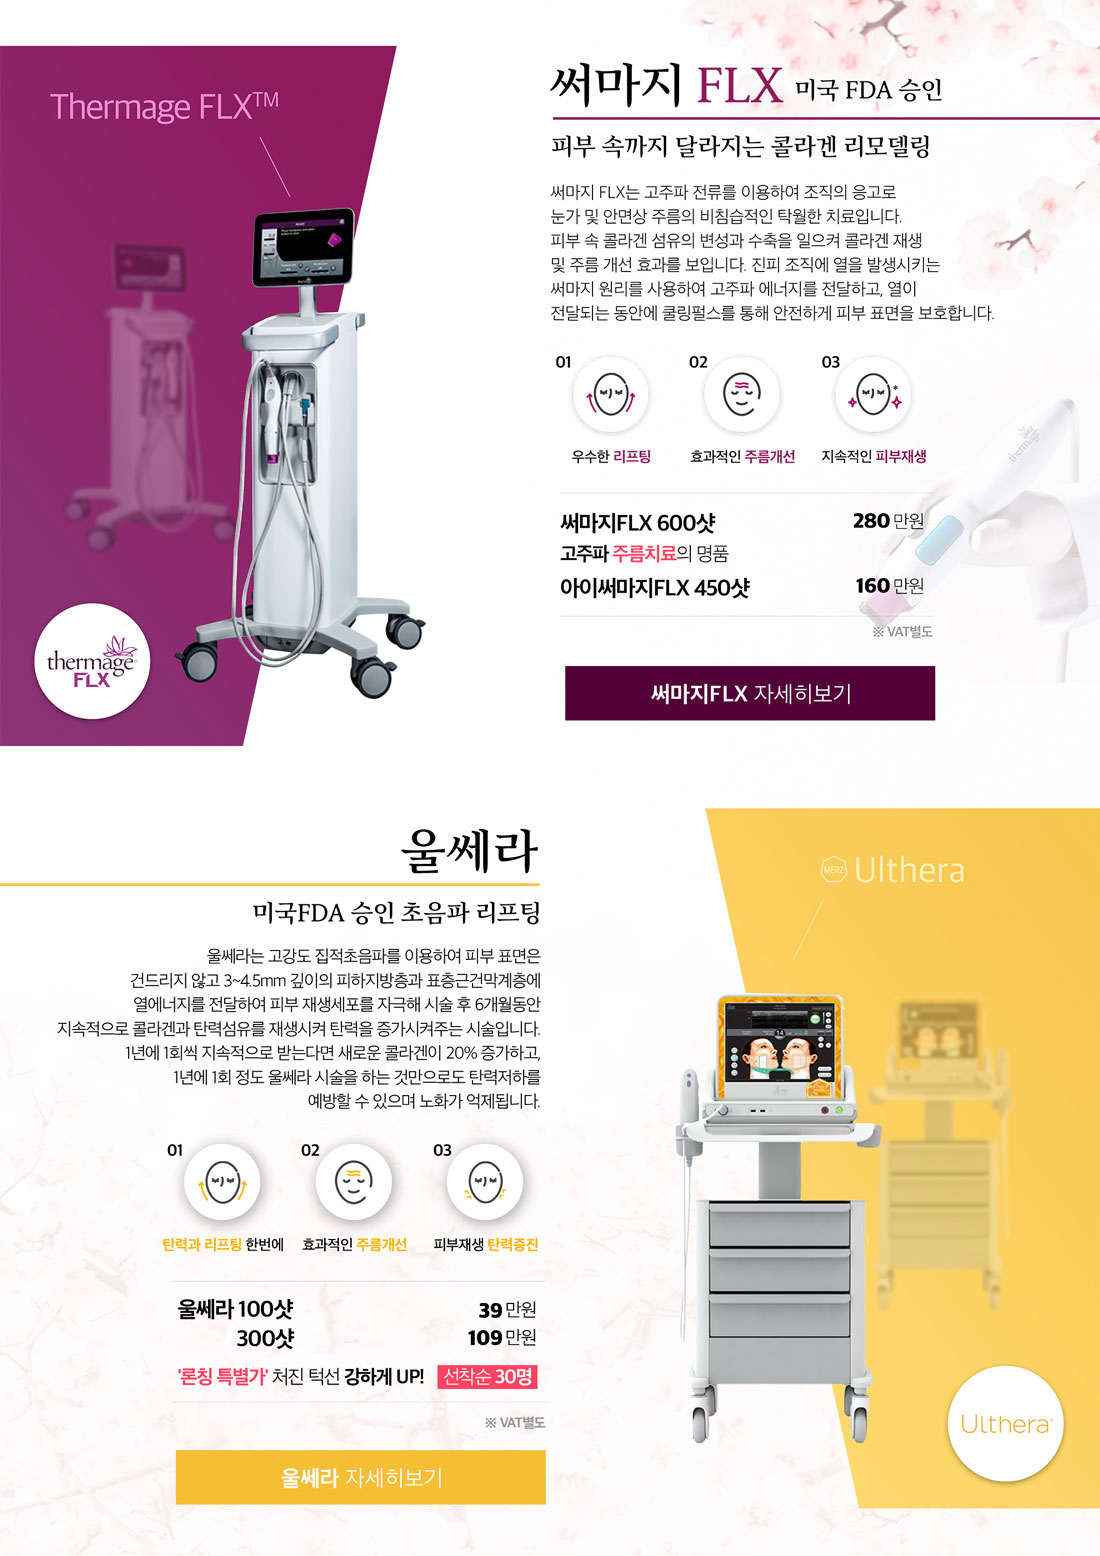 Thermage FLX™
써마지 FLX 미국 FDA 승인
피부 속까지 달라지는 콜라겐 리모델링
써마지 FLX는 고주파 전류를 이용하여 조직의 응고로
눈가 및 안면상 주름의 비침습적인 탁월한 치료입니다.
피부 속 콜라겐 섬유의 변성과 수축을 일으켜 콜라겐 재생
및 주름 개선 효과를 보입니다. 진피 조직에 열을 발생시키는
써마지 원리를 사용하여 고주파 에너지를 전달하고, 열이
전달되는 동안에 쿨링펄스를 통해 안전하게 피부 표면을 보호합니다.
01 02 03
우수한 리프팅 효과적인 주름개선 지속적인 피부재생
thermage
써마지FLX 600샷 280 만원
고주파 주름치료의 명품
아이써마지FLX 450샷 160 만원
※ VAT별도
thermage
FLX
써마지FLX 자세히보기
울쎄라
MERZ Ulthera
미국FDA 승인 초음파 리프팅
울쎄라는 고강도 집적초음파를 이용하여 피부 표면은
건드리지 않고 3~4.5mm 깊이의 피하지방층과 표층근건막계층에
열에너지를 전달하여 피부 재생세포를 자극해 시술 후 6개월동안
지속적으로 콜라겐과 탄력섬유를 재생시켜 탄력을 증가시켜주는 시술입니다.
1년에 1회씩 지속적으로 받는다면 새로운 콜라겐이 20% 증가하고,
1년에 1회 정도 울쎄라 시술을 하는 것만으로도 탄력저하를
예방할 수 있으며 노화가 억제됩니다.
01 02 03
탄력과 리프팅 한번에 효과적인 주름개선 피부재생 탄력증진
울쎄라 100샷 39 만원
300샷 109 만원
'론칭 특별가' 처진 턱선 강하게 UP! 선착순 30명
※ VAT별도
Ulthera
울쎄라 자세히보기